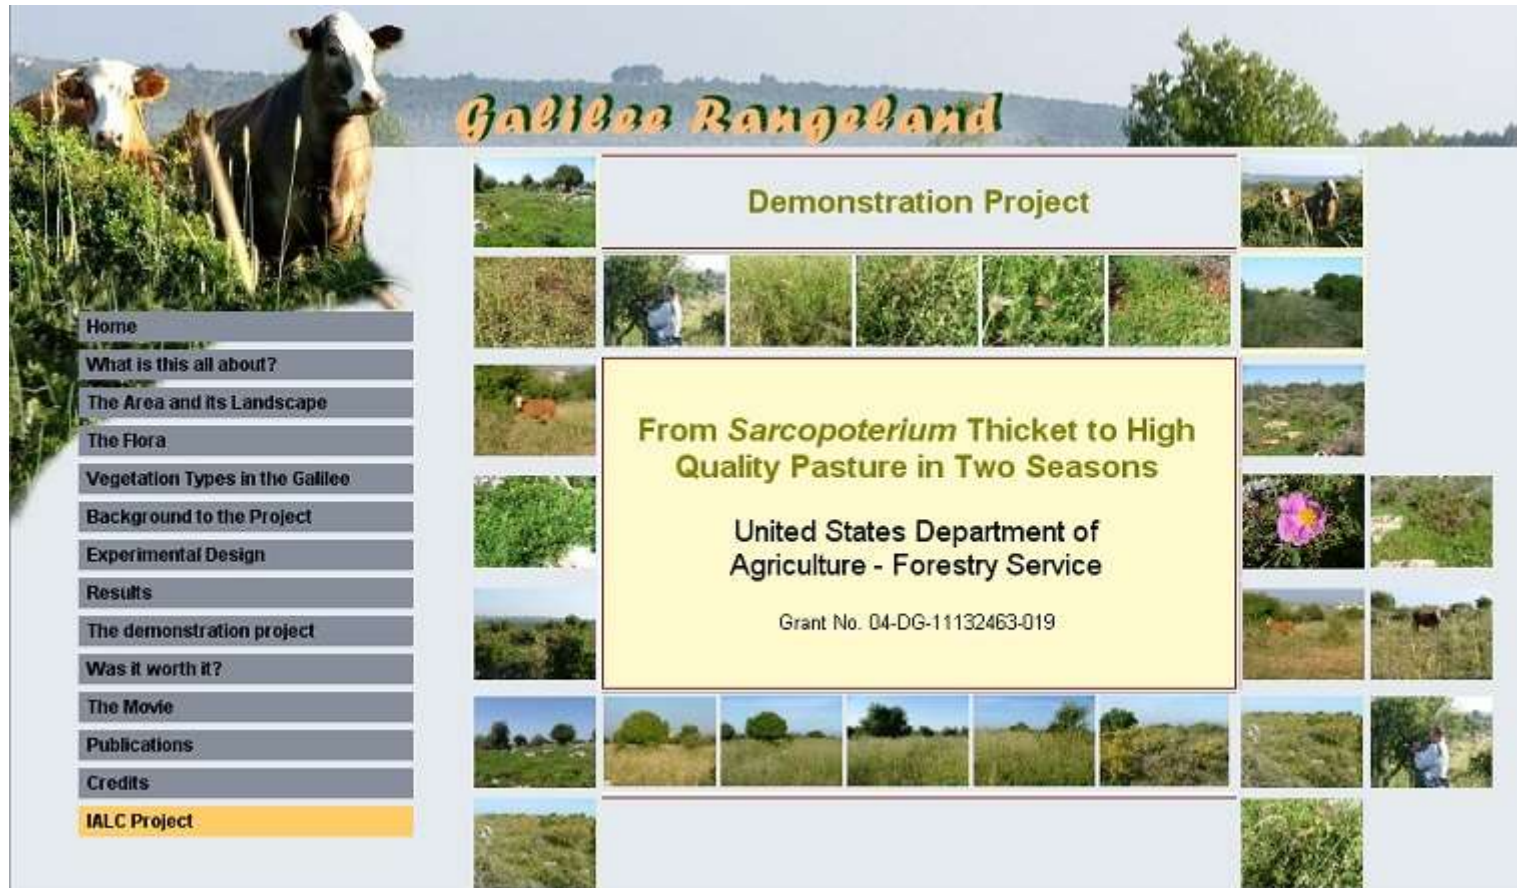 Galilee Rangeland
Demonstration Project
Home
What is this all about?
The Area and its Landscape
The Flora
Vegetation Types in the Galilee
Background to the Project
Experimental Design
Results
The demonstration project
Was it worth it?
The Movie
Publications
Credits
IALC Project
From Sarcopoterium Thicket to High
Quality Pasture in Two Seasons
United States Department of
Agriculture - Forestry Service
Grant No. 04-DG-11132463-019